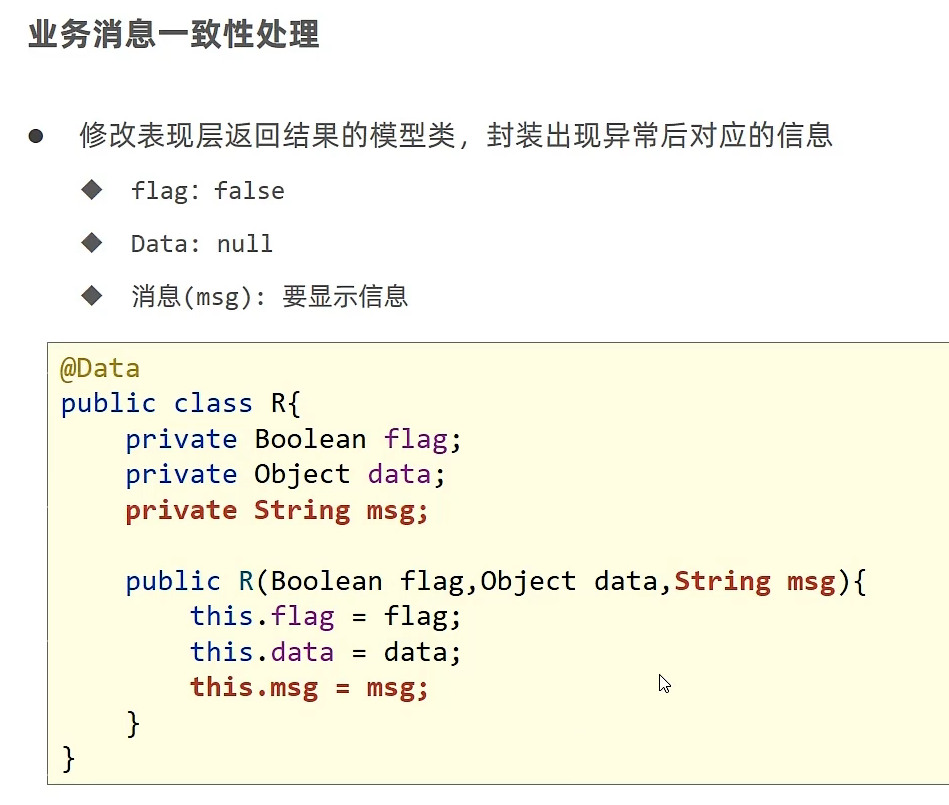 业务消息一致性处理
● 修改表现层返回结果的模型类，封装出现异常后对应的信息
◆ flag：false
◆ Data: null
◆ 消息(msg): 要显示信息
@Data
public class R{
    private Boolean flag;
    private Object data;
    private String msg;
    public R(Boolean flag,Object data,String msg){
        this.flag = flag;
        this.data = data;
        this.msg = msg;
    }
}